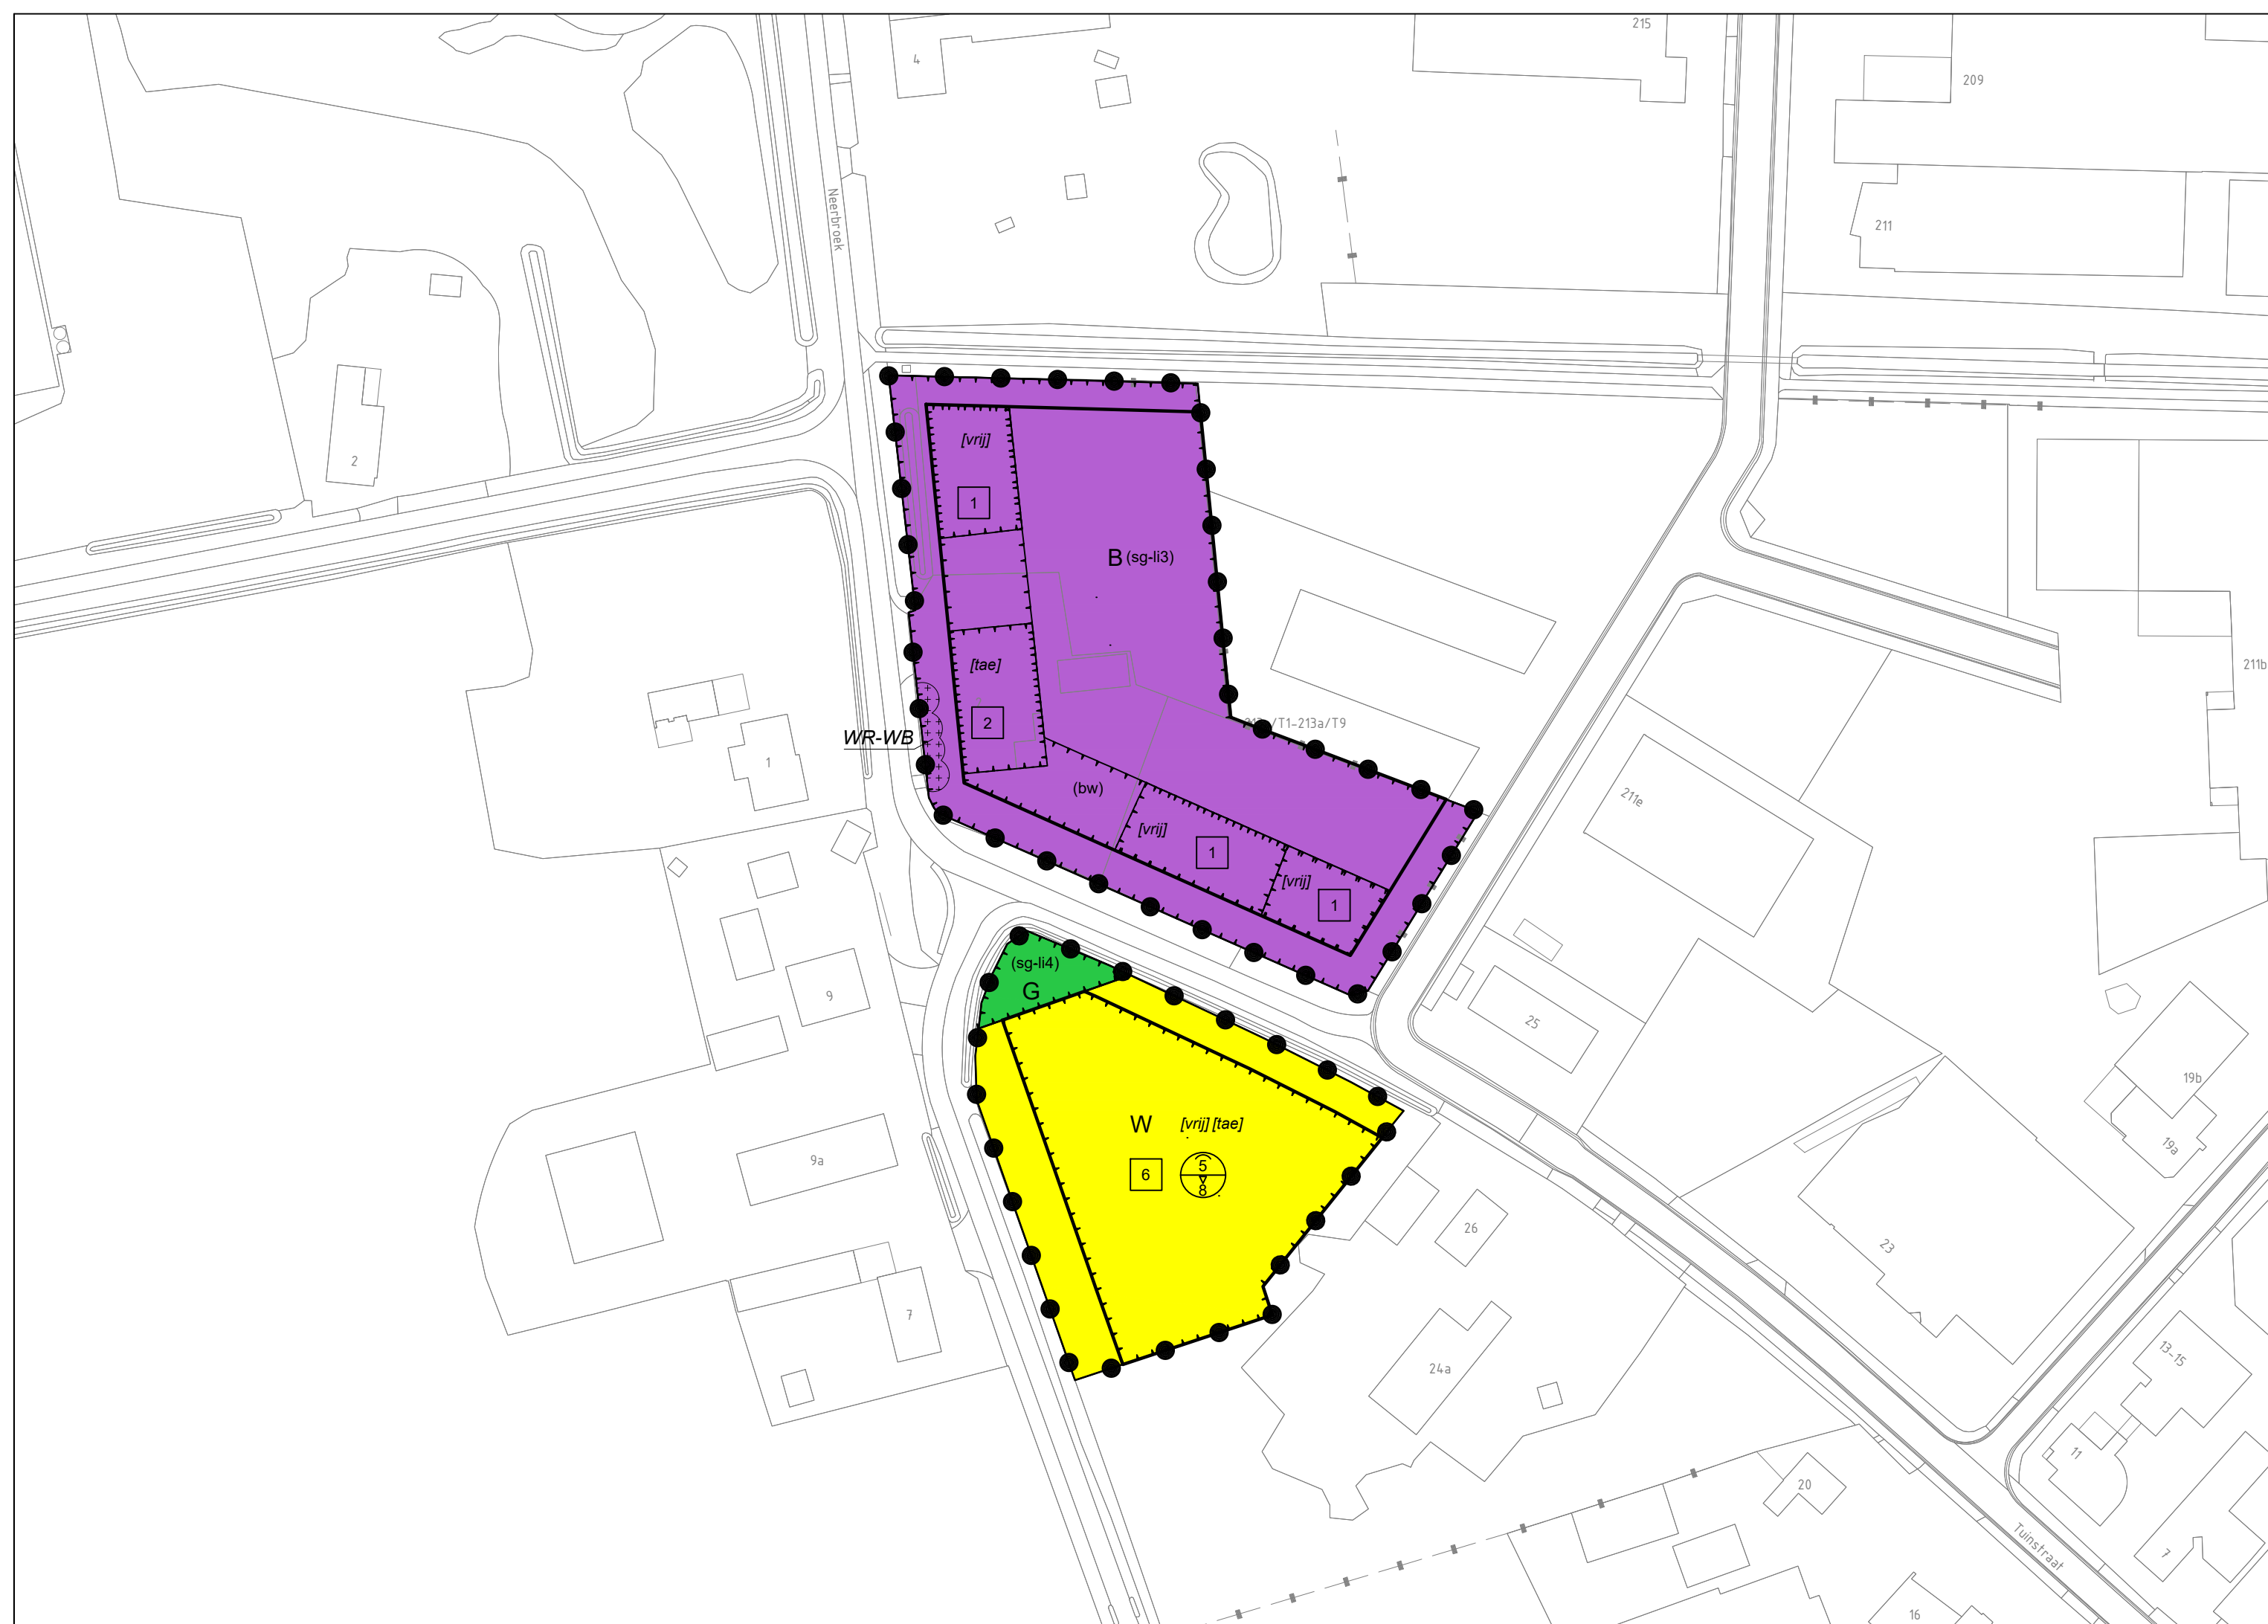 215
4
209
Neerbroek
211
[vrij]
2
1
B (sg-li3)
211b
[tae]
2
/T1-213a/T9
WR-WB
1
(bw)
211e
[vrij]
1
[vrij]
1
(sg-li4)
G
9
25
19b
W [vrij] [tae]
19a
9a
6
5
8
26
23
7
13-15
24a
11
20
Tuinstraat
7
16